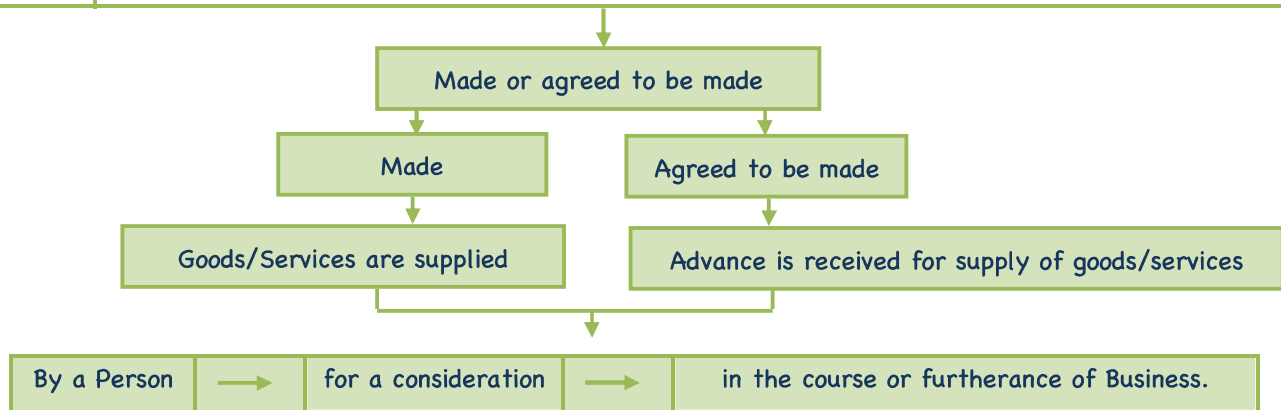 Made or agreed to be made
Made
Agreed to be made
Goods/Services are supplied
Advance is received for supply of goods/services
By a Person
for a consideration
in the course or furtherance of Business.